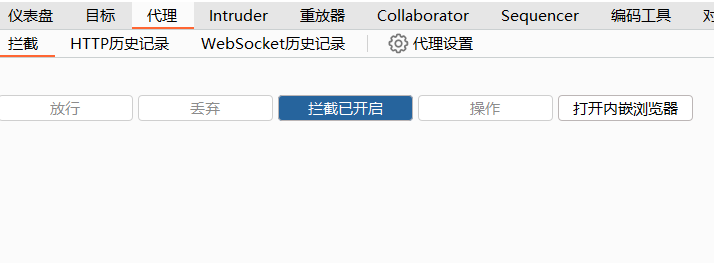 仪表盘 目标 代理 Intruder 重放器 Collaborator Sequencer 编码工具
拦截 HTTP历史记录 WebSocket历史记录 代理设置
放行 丢弃 拦截已开启 操作 打开内嵌浏览器